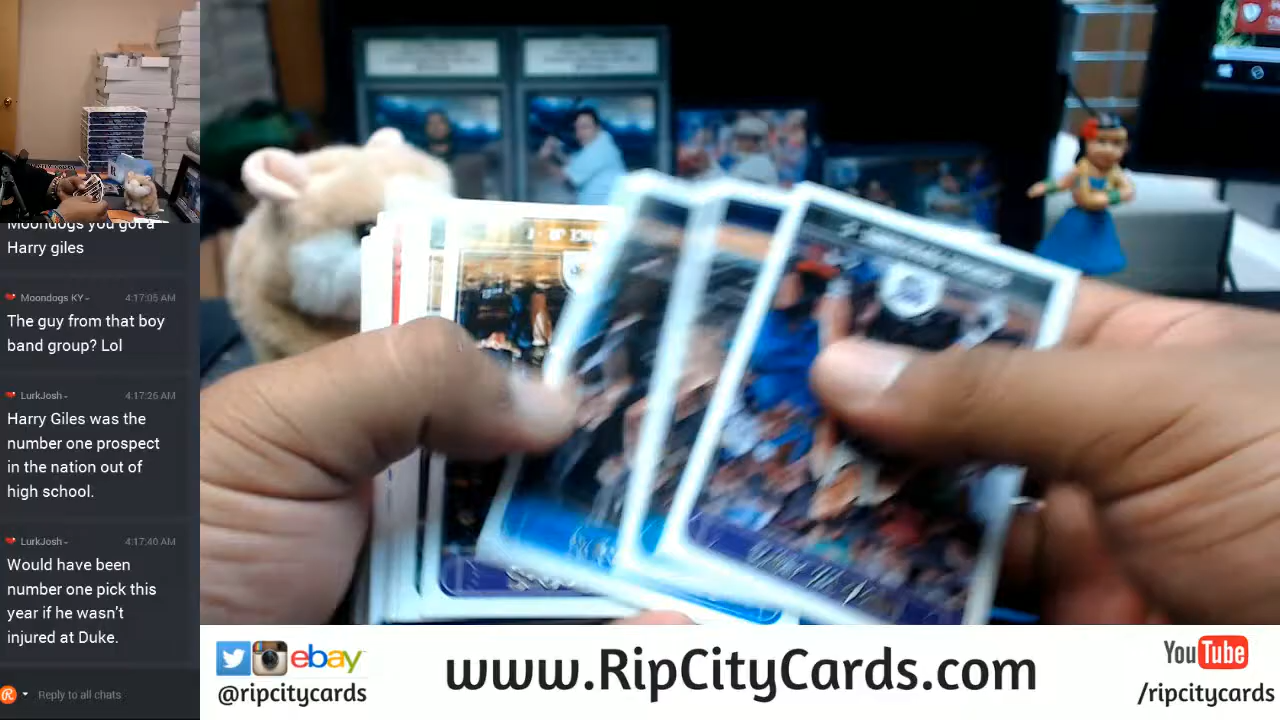 Moondogs you got a
Harry giles
Moondogs KY- 4:17:05 AM
The guy from that boy
band group? Lol
LurkJosh- 4:17:26 AM
Harry Giles was the
number one prospect
in the nation out of
high school.
LurkJosh- 4:17:46 AM
Would have been
number one pick this
year if he wasn't
injured at Duke.
Reply to all chats
ebay
@ripcitycards
www.RipCityCards.com
YouTube
/ripcitycards